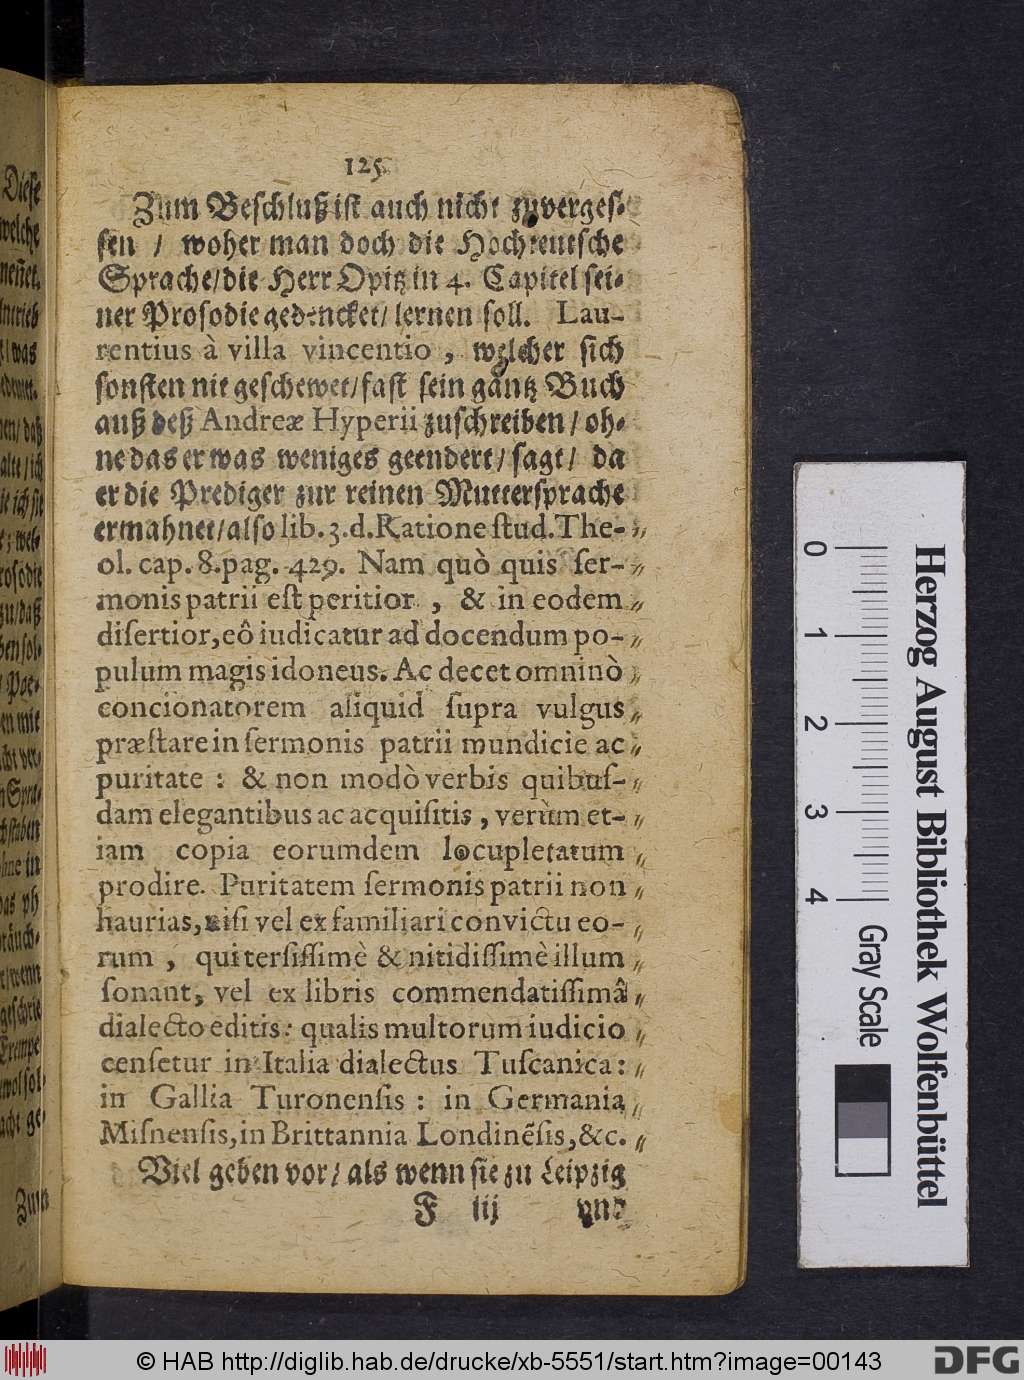 125
Zum Beschluß ist auch nicht zuverges-
sen / woher man doch die Hochteutsche
Sprache/die Herr Opitz in 4. Capitel sei-
ner Prosodie gedencket/ lernen soll. Lau-
rentius à villa vincentio , welcher sich
sonsten nit geschewet/fast sein gantz Buch
auß deß Andreæ Hyperii zuschreiben / oh-
ne das er was weniges geendert/ sagt/ da
er die Prediger zur reinen Muttersprache
ermahnet/also lib. 3.d.Ratione ſtud.The-〃
ol. cap. 8.pag. 429. Nam quò quis ſer-〃
monis patrii eſt peritior , & in eodem〃
diſertior,eô iudicatur ad docendum po-〃
pulum magis idoneus. Ac decet omninò〃
concionatorem aliquid ſupra vulgus〃
præſtare in ſermonis patrii mundicie ac〃
puritate : & non modò verbis quibuſ-〃
dam elegantibus ac acquiſitis , verùm et-〃
iam copia eorumdem locupletatum〃
prodire. Puritatem ſermonis patrii non〃
haurias, niſi vel ex familiari convictu eo-〃
rum , qui terſiſſimè & nitidiſſimè illum〃
ſonant, vel ex libris commendatiſſimâ〃
dialecto editis: qualis multorum iudicio〃
cenſetur in Italia dialectus Tuſcanica:〃
in Gallia Turonenſis : in Germania〃
Miſnenſis,in Brittannia Londinẽſis,&c.〃
Viel geben vor/ als wenn sie zu Leipzig
F iij und
Diese
welche
was
Zum
0
1
2
3
4
Gray Scale
Herzog August Bibliothek Wolfenbüttel
© HAB http://diglib.hab.de/drucke/xb-5551/start.htm?image=00143
DFG